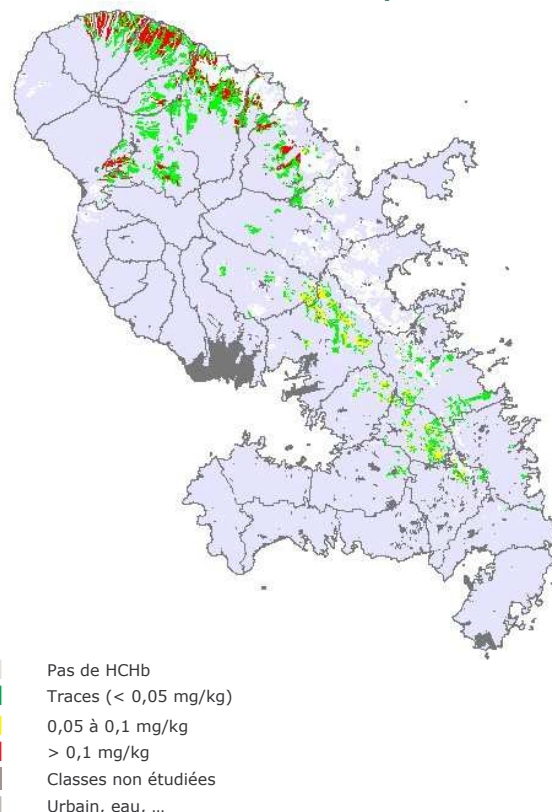 Pas de HCHb
Traces (< 0,05 mg/kg)
0,05 à 0,1 mg/kg
> 0,1 mg/kg
Classes non étudiées
Urbain, eau, …